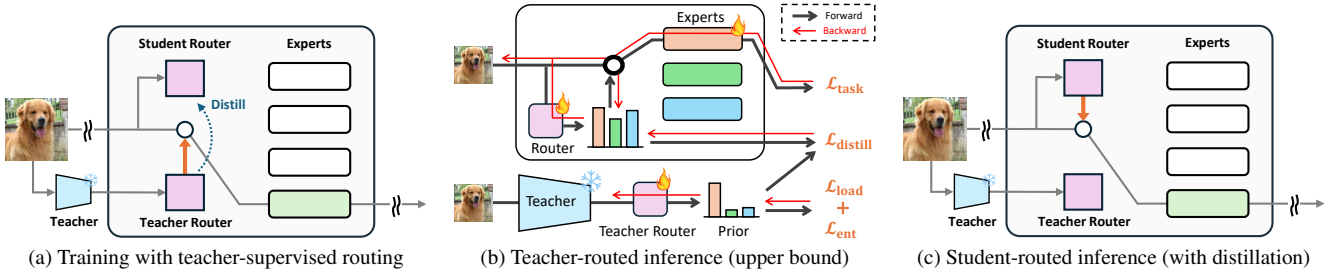 Student Router
Experts
Distill
Teacher
Teacher Router
(a) Training with teacher-supervised routing
Experts
Forward
Backward
Router
Teacher
Teacher Router
Prior
ℒtask
ℒdistill
ℒload
+
ℒent
(b) Teacher-routed inference (upper bound)
Student Router
Experts
Teacher
Teacher Router
(c) Student-routed inference (with distillation)